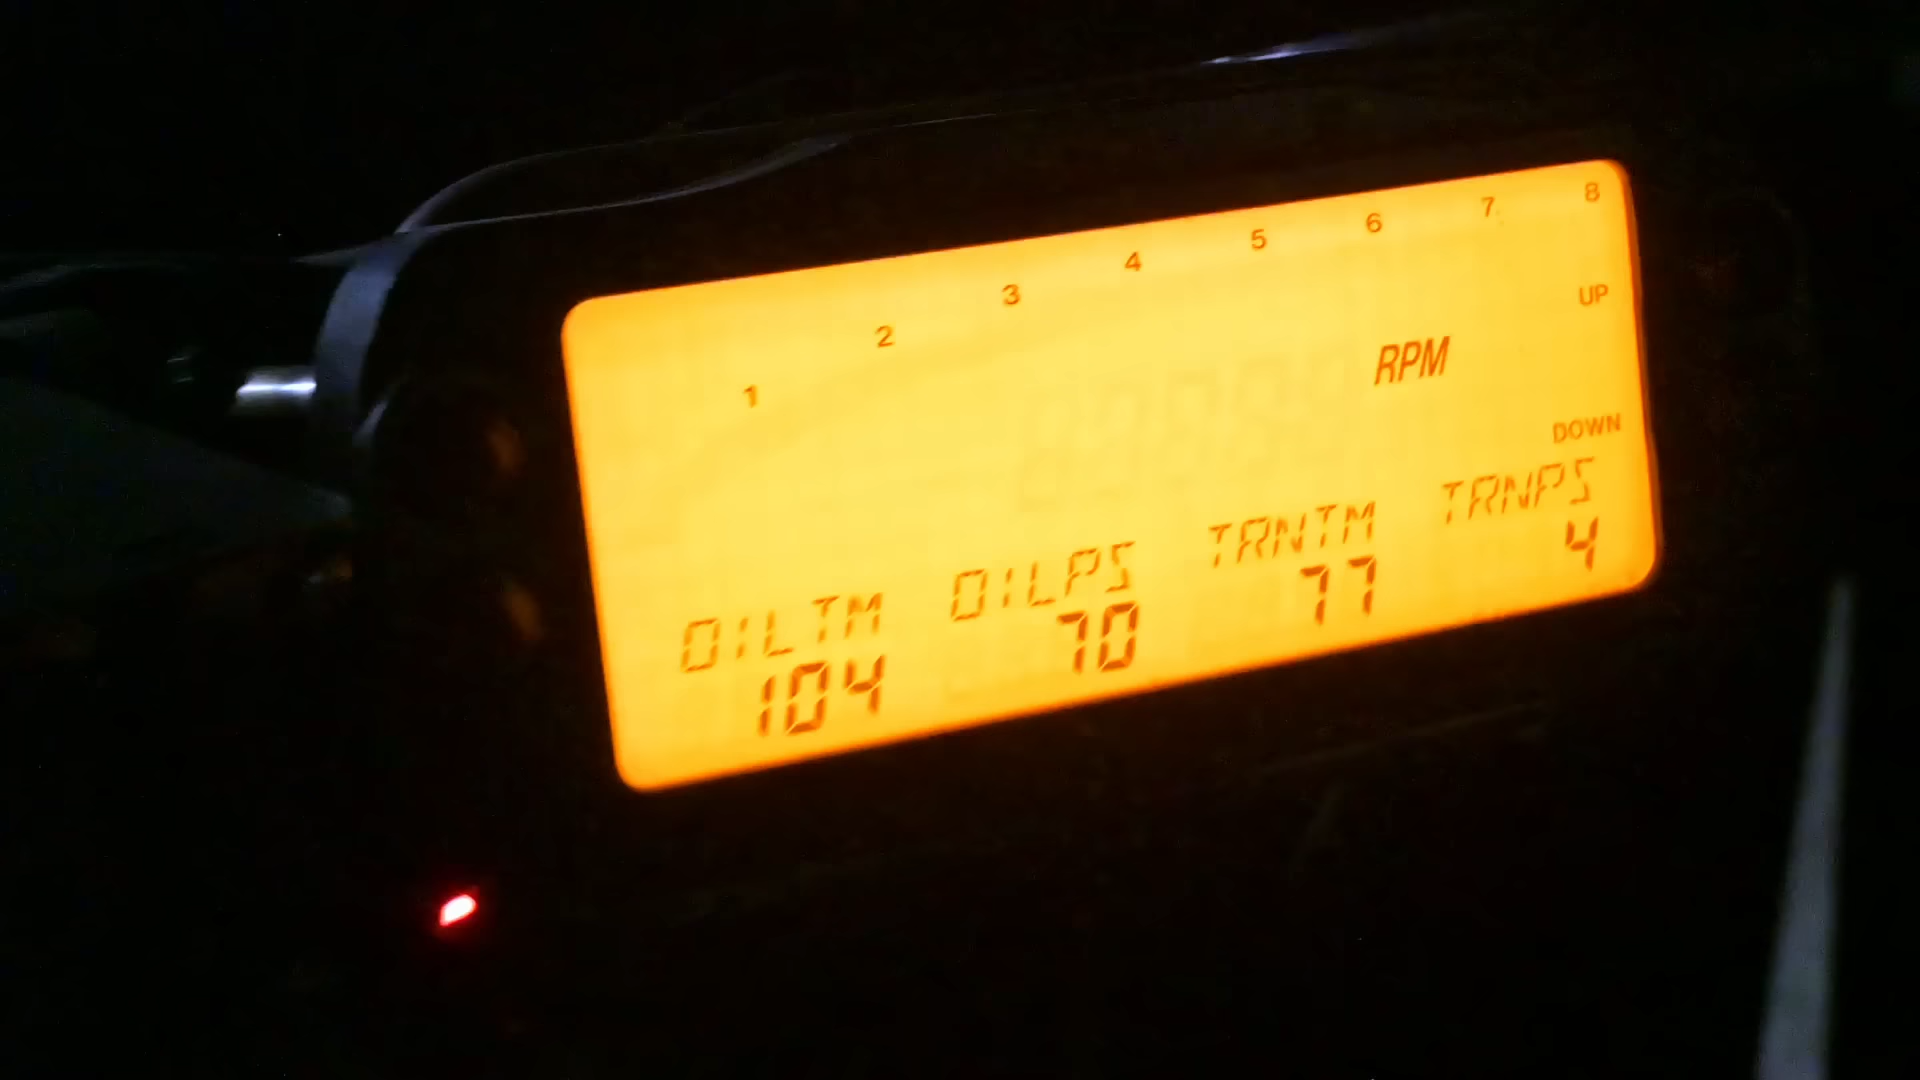 1 2 3 4 5 6 7 8
UP
RPM
DOWN
OILTM OILPS TRNTM TRNPS
104 70 77 4